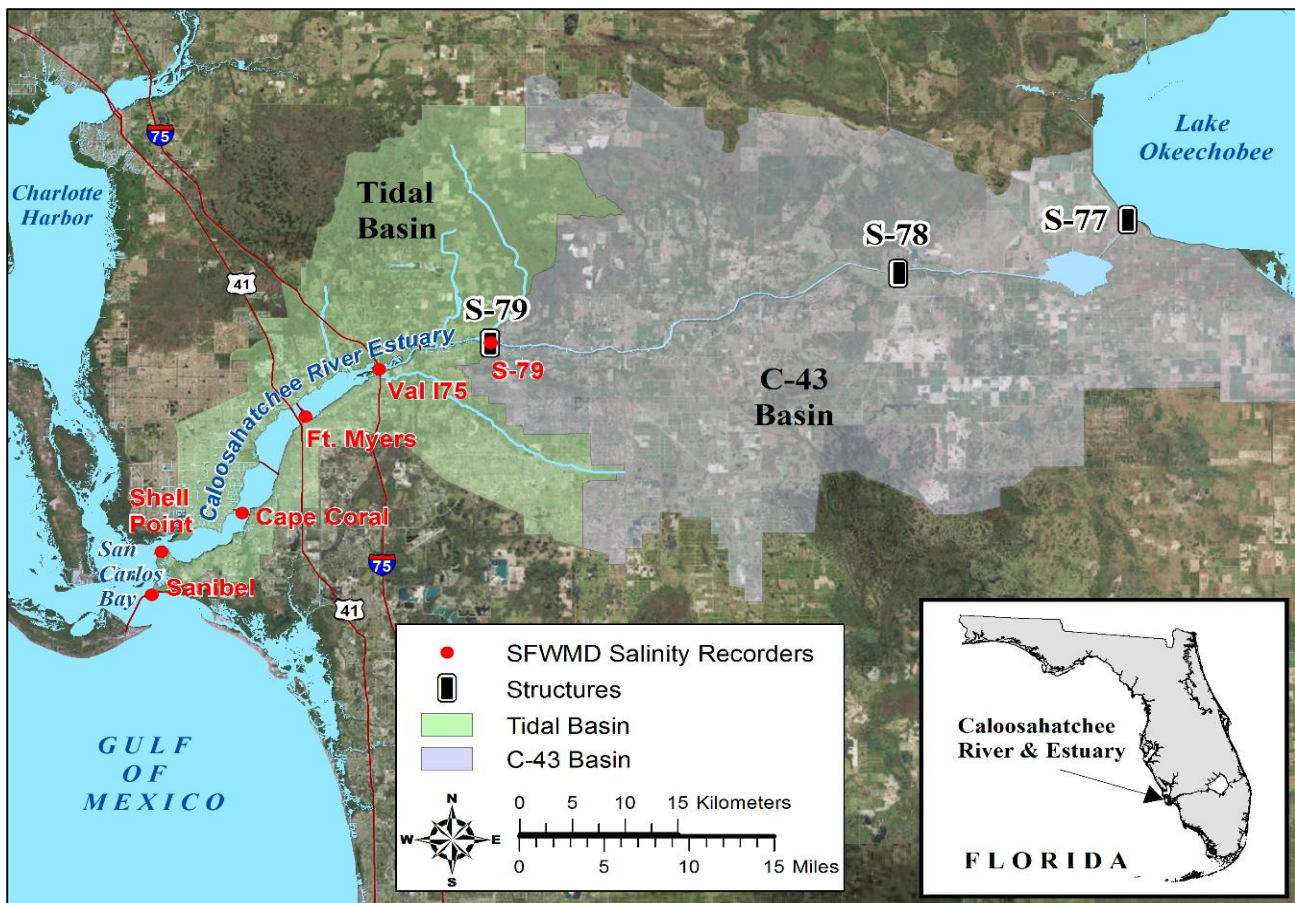 75
Lake
Okeechobee
Charlotte
Harbor
Tidal
Basin
S-77
S-78
41
S-79
S-79
Caloosahatchee River Estuary
Val I75
C-43
Basin
Ft. Myers
Shell
Point
Cape Coral
San
Carlos
Bay
Sanibel
75
41
GULF
OF
MEXICO
SFWMD Salinity Recorders
Structures
Tidal Basin
C-43 Basin
N
W E
S
0 5 10 15 Kilometers
0 5 10 15 Miles
Caloosahatchee
River & Estuary
FLORIDA